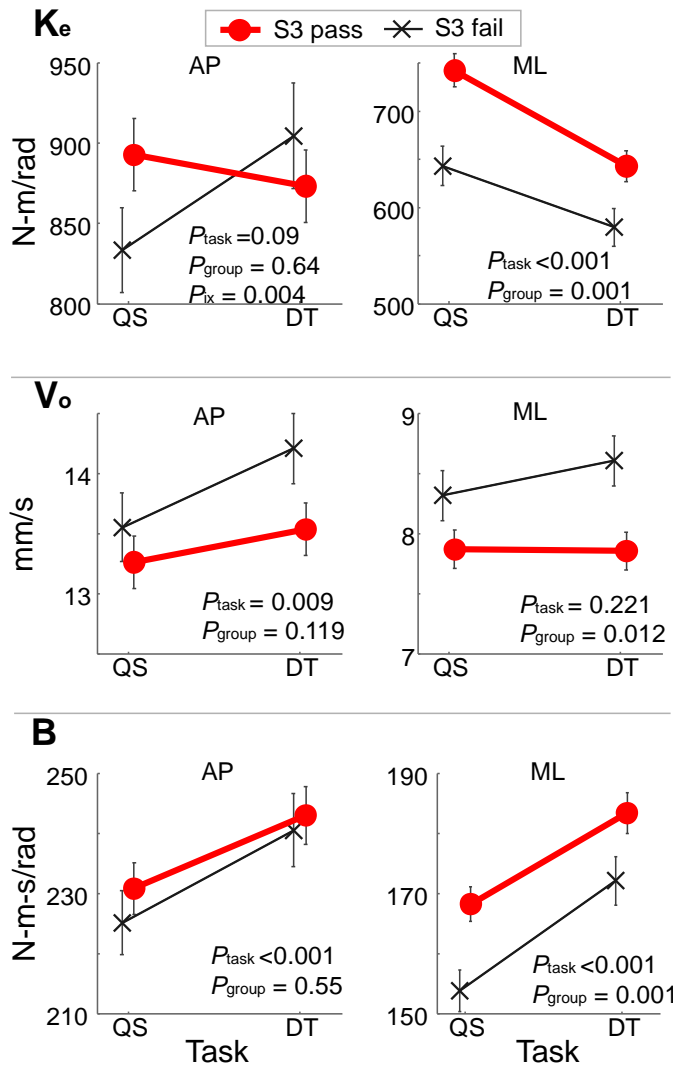 Ke
S3 pass
S3 fail
AP
ML
N-m/rad
950
900
850
800
Ptask =0.09
Pgroup = 0.64
Pix = 0.004
QS
DT
700
600
500
Ptask <0.001
Pgroup = 0.001
QS
DT
Vo
AP
ML
mm/s
14
13
Ptask = 0.009
Pgroup = 0.119
QS
DT
9
8
7
Ptask = 0.221
Pgroup = 0.012
QS
DT
B
AP
ML
N-m-s/rad
250
230
210
Ptask <0.001
Pgroup = 0.55
QS
DT
Task
190
170
150
Ptask <0.001
Pgroup = 0.001
QS
DT
Task